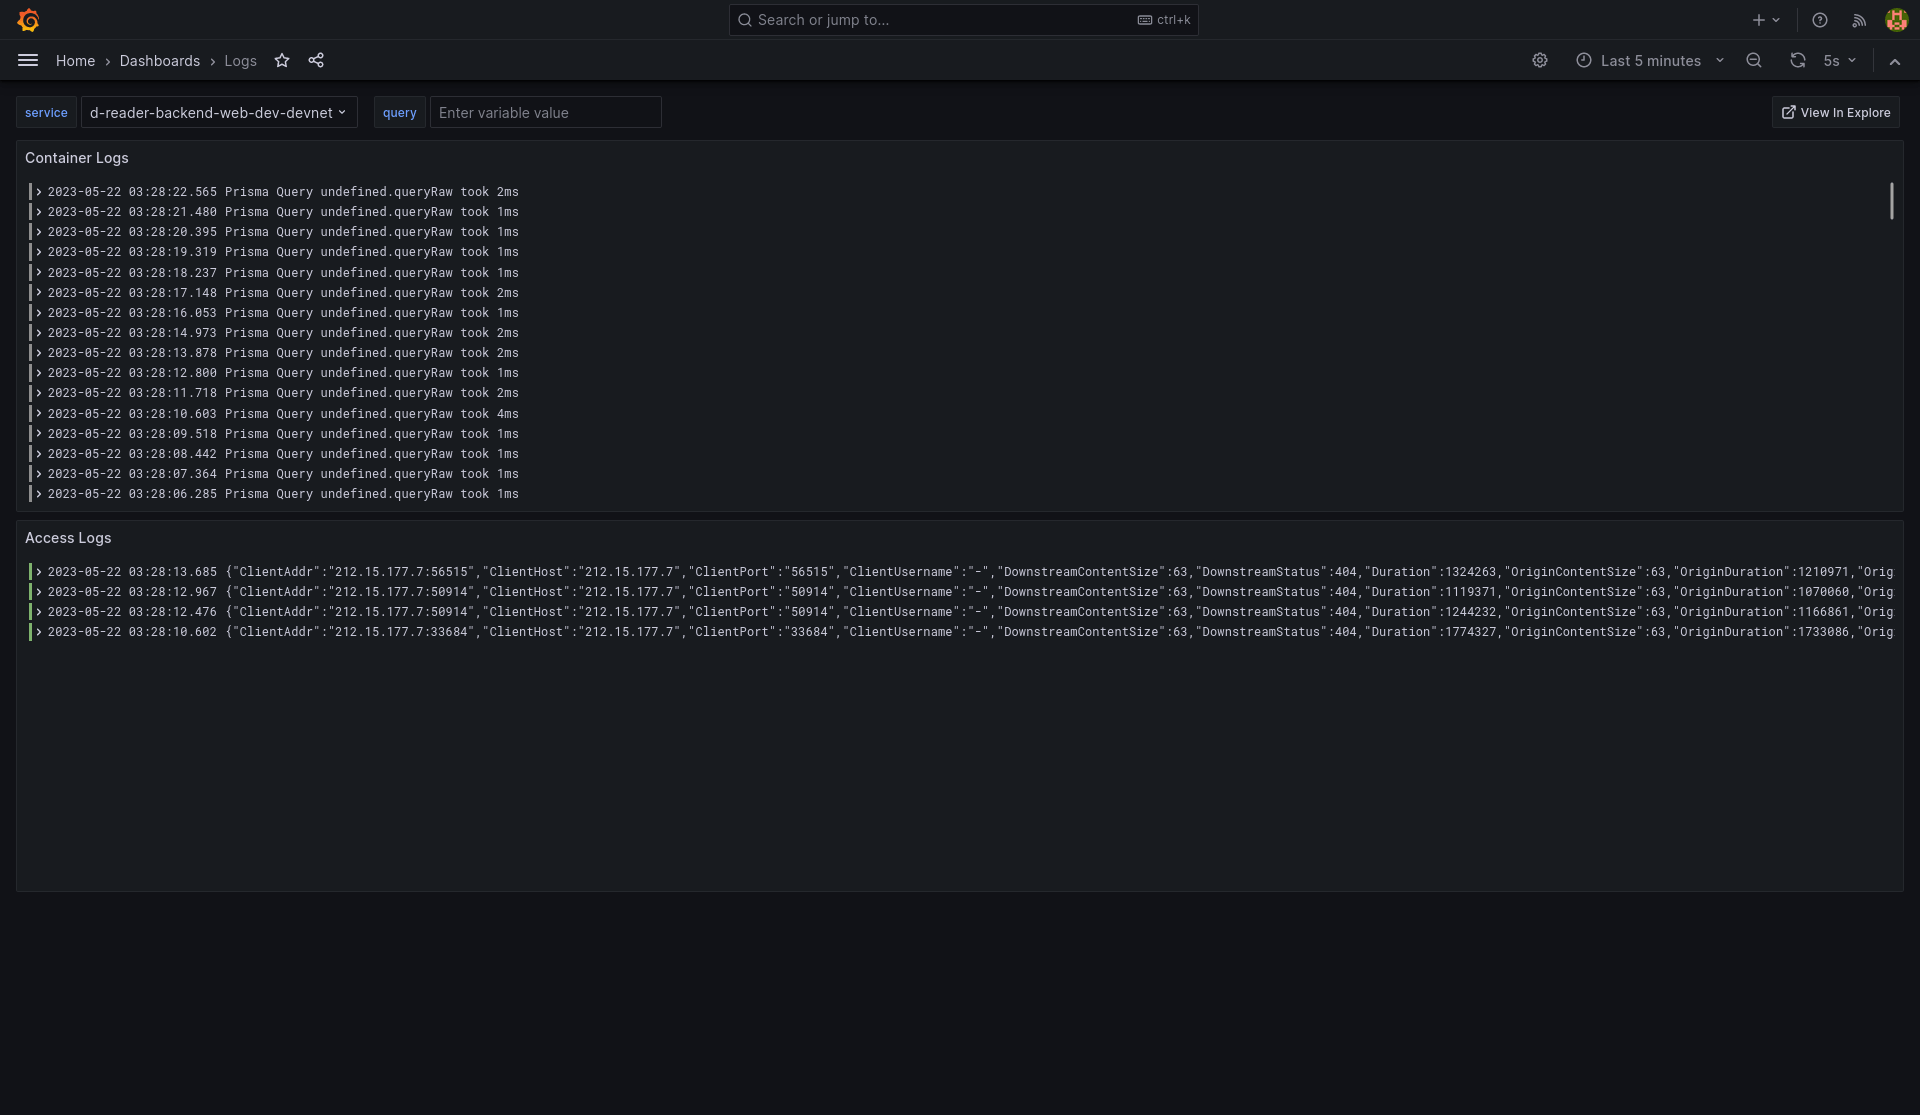 Search or jump to... ctrl+k
Home › Dashboards › Logs Last 5 minutes 5s
service d-reader-backend-web-dev-devnet query Enter variable value View In Explore
Container Logs
2023-05-22 03:28:22.565 Prisma Query undefined.queryRaw took 2ms
2023-05-22 03:28:21.480 Prisma Query undefined.queryRaw took 1ms
2023-05-22 03:28:20.395 Prisma Query undefined.queryRaw took 1ms
2023-05-22 03:28:19.319 Prisma Query undefined.queryRaw took 1ms
2023-05-22 03:28:18.237 Prisma Query undefined.queryRaw took 1ms
2023-05-22 03:28:17.148 Prisma Query undefined.queryRaw took 2ms
2023-05-22 03:28:16.053 Prisma Query undefined.queryRaw took 1ms
2023-05-22 03:28:14.973 Prisma Query undefined.queryRaw took 2ms
2023-05-22 03:28:13.878 Prisma Query undefined.queryRaw took 2ms
2023-05-22 03:28:12.800 Prisma Query undefined.queryRaw took 1ms
2023-05-22 03:28:11.718 Prisma Query undefined.queryRaw took 2ms
2023-05-22 03:28:10.603 Prisma Query undefined.queryRaw took 4ms
2023-05-22 03:28:09.518 Prisma Query undefined.queryRaw took 1ms
2023-05-22 03:28:08.442 Prisma Query undefined.queryRaw took 1ms
2023-05-22 03:28:07.364 Prisma Query undefined.queryRaw took 1ms
2023-05-22 03:28:06.285 Prisma Query undefined.queryRaw took 1ms
Access Logs
2023-05-22 03:28:13.685 {"ClientAddr":"212.15.177.7:56515","ClientHost":"212.15.177.7","ClientPort":"56515","ClientUsername":"-","DownstreamContentSize":63,"DownstreamStatus":404,"Duration":1324263,"OriginContentSize":63,"OriginDuration":1210971,"Orig
2023-05-22 03:28:12.967 {"ClientAddr":"212.15.177.7:50914","ClientHost":"212.15.177.7","ClientPort":"50914","ClientUsername":"-","DownstreamContentSize":63,"DownstreamStatus":404,"Duration":1119371,"OriginContentSize":63,"OriginDuration":1070060,"Orig
2023-05-22 03:28:12.476 {"ClientAddr":"212.15.177.7:50914","ClientHost":"212.15.177.7","ClientPort":"50914","ClientUsername":"-","DownstreamContentSize":63,"DownstreamStatus":404,"Duration":1244232,"OriginContentSize":63,"OriginDuration":1166861,"Orig
2023-05-22 03:28:10.602 {"ClientAddr":"212.15.177.7:33684","ClientHost":"212.15.177.7","ClientPort":"33684","ClientUsername":"-","DownstreamContentSize":63,"DownstreamStatus":404,"Duration":1774327,"OriginContentSize":63,"OriginDuration":1733086,"Orig